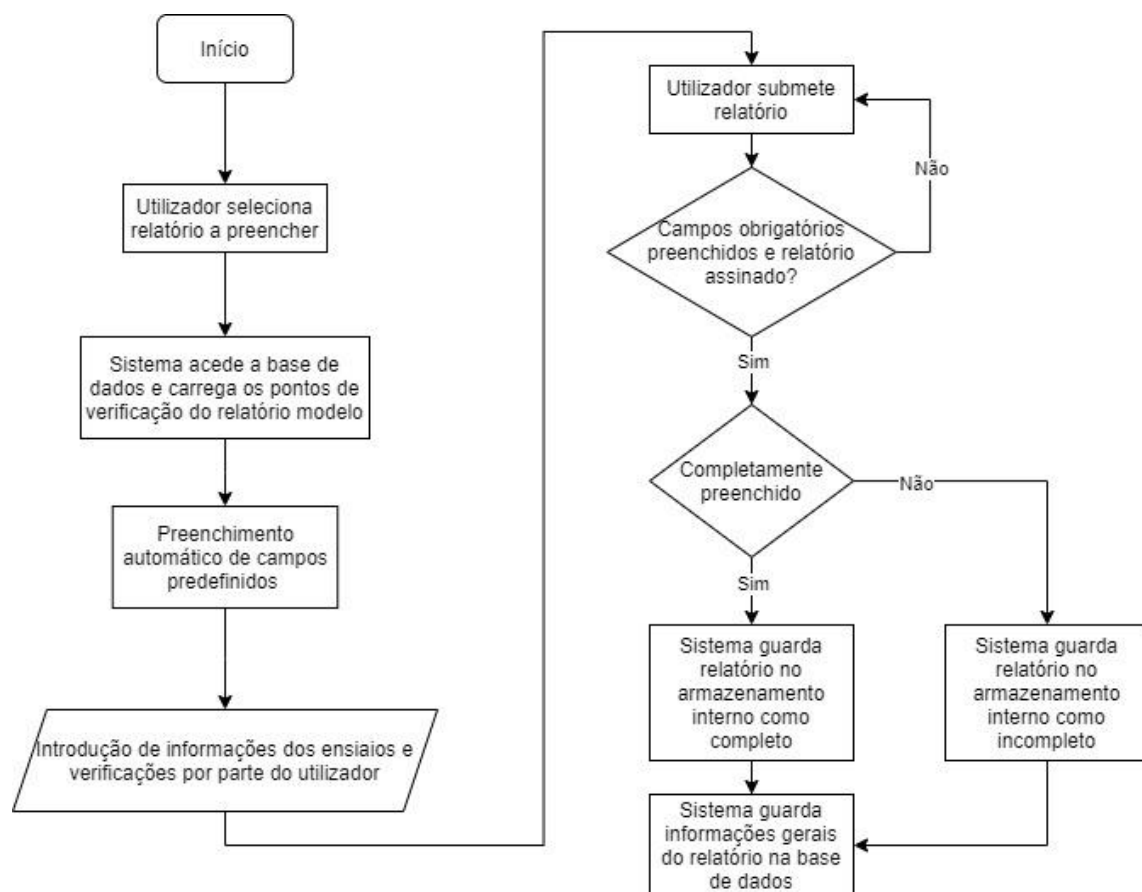 Início
Utilizador seleciona
relatório a preencher
Sistema acede a base de
dados e carrega os pontos de
verificação do relatório modelo
Preenchimento
automático de campos
predefinidos
Introdução de informações dos ensiaios e
verificações por parte do utilizador
Utilizador submete
relatório
Não
Campos obrigatórios
preenchidos e relatório
assinado?
Sim
Completamente
preenchido
Não
Sim
Sistema guarda
relatório no
armazenamento
interno como
completo
Sistema guarda
relatório no
armazenamento
interno como
incompleto
Sistema guarda
informações gerais
do relatório na base
de dados